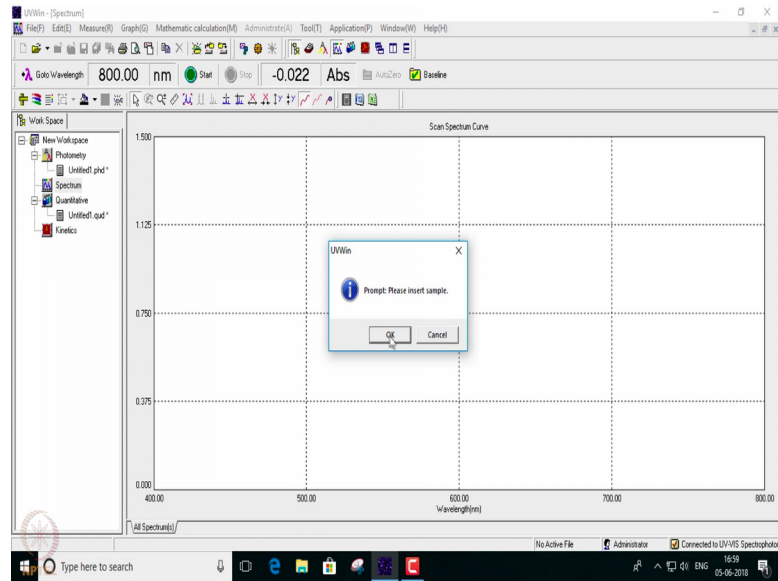 UVWin - [Spectrum]
File(F) Edit(E) Measure(R) Graph(G) Mathematic calculation(M) Administrate(A) Tool(T) Application(P) Window(W) Help(H)
Goto Wavelength 800.00 nm Start Stop -0.022 Abs AutoZero Baseline
Work Space
New Workspace
Photometry
Untitled1.phd *
Spectrum
Quantitative
Untitled1.qud *
Kinetics
Scan Spectrum Curve
1.500
1.125
0.750
0.375
0.000
400.00 500.00 600.00 700.00 800.00
Wavelength(nm)
UVWin
Prompt: Please insert sample.
OK Cancel
All Spectrum(s)
No Active File Administrator Connected to UV-VIS Spectrophoto
Type here to search
ENG 16:59
05-06-2018